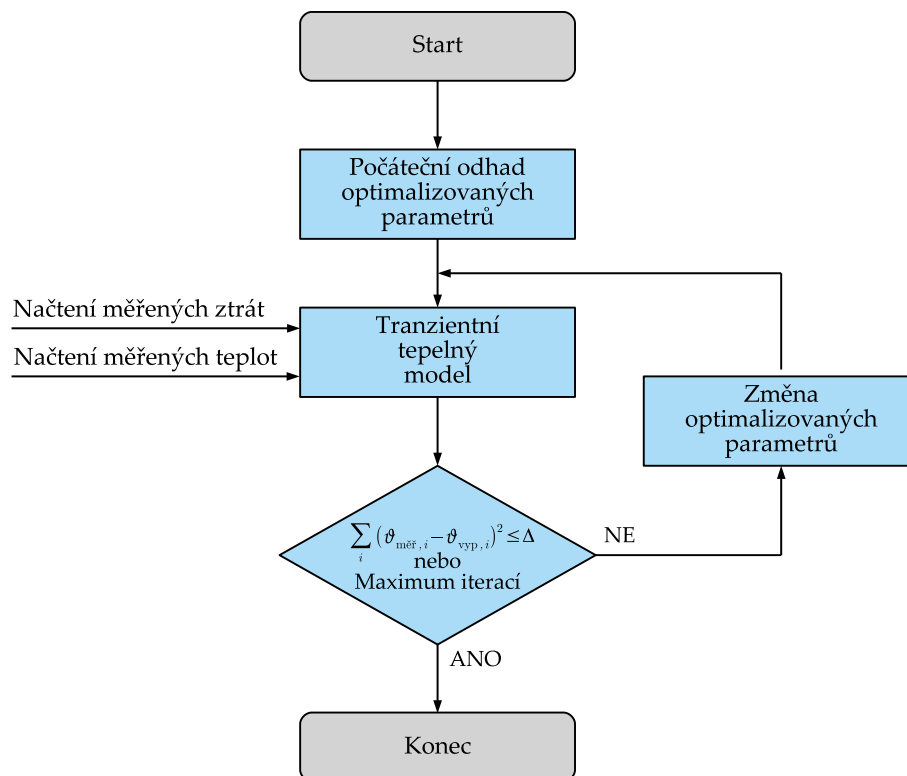 Start
Počáteční odhad
optimalizovaných
parametrů
Načtení měřených ztrát
Načtení měřených teplot
Tranzientní
tepelný
model
Změna
optimalizovaných
parametrů
∑_i (ϑ_měř,i − ϑ_vyp,i)² ≤ Δ
nebo
Maximum iterací
NE
ANO
Konec